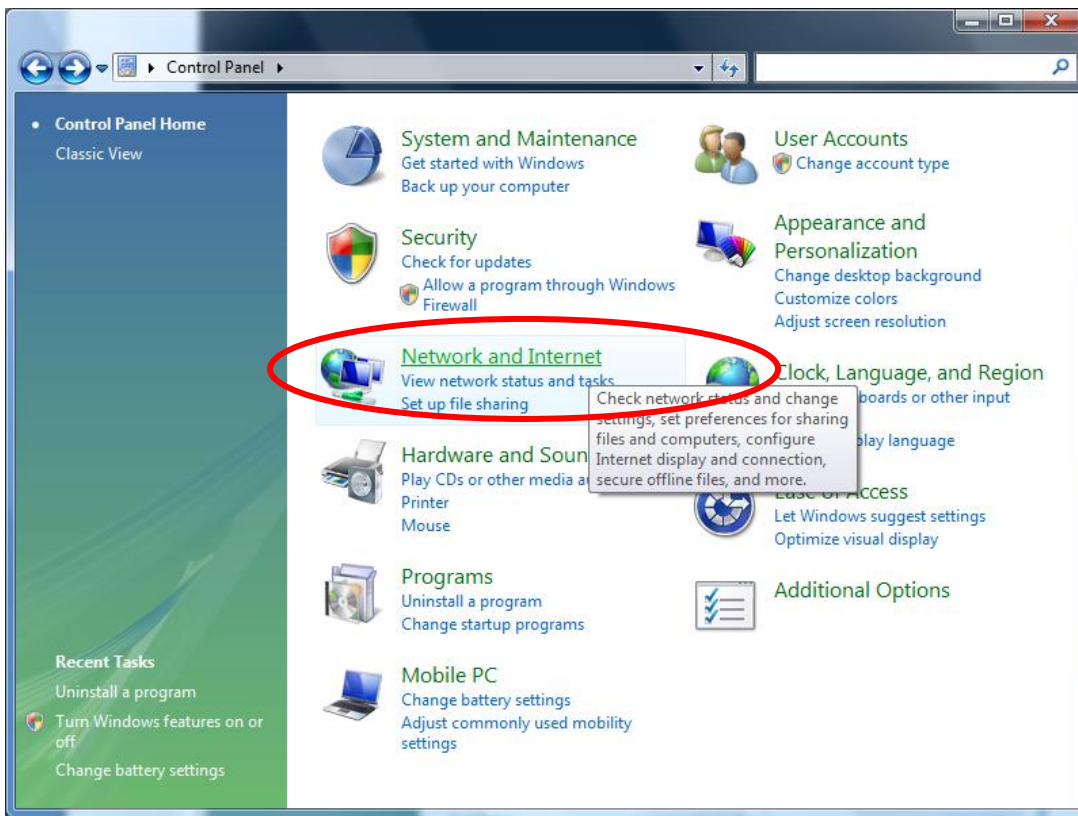 Control Panel
Control Panel Home
Classic View
Recent Tasks
Uninstall a program
Turn Windows features on or
off
Change battery settings
System and Maintenance
Get started with Windows
Back up your computer
Security
Check for updates
Allow a program through Windows
Firewall
Network and Internet
View network status and tasks
Set up file sharing
Hardware and Soun
Play CDs or other media a
Printer
Mouse
Programs
Uninstall a program
Change startup programs
Mobile PC
Change battery settings
Adjust commonly used mobility
settings
User Accounts
Change account type
Appearance and
Personalization
Change desktop background
Customize colors
Adjust screen resolution
Clock, Language, and Region
boards or other input
play language
Check network status and change
settings, set preferences for sharing
files and computers, configure
Internet display and connection,
secure offline files, and more.
Ease of Access
Let Windows suggest settings
Optimize visual display
Additional Options